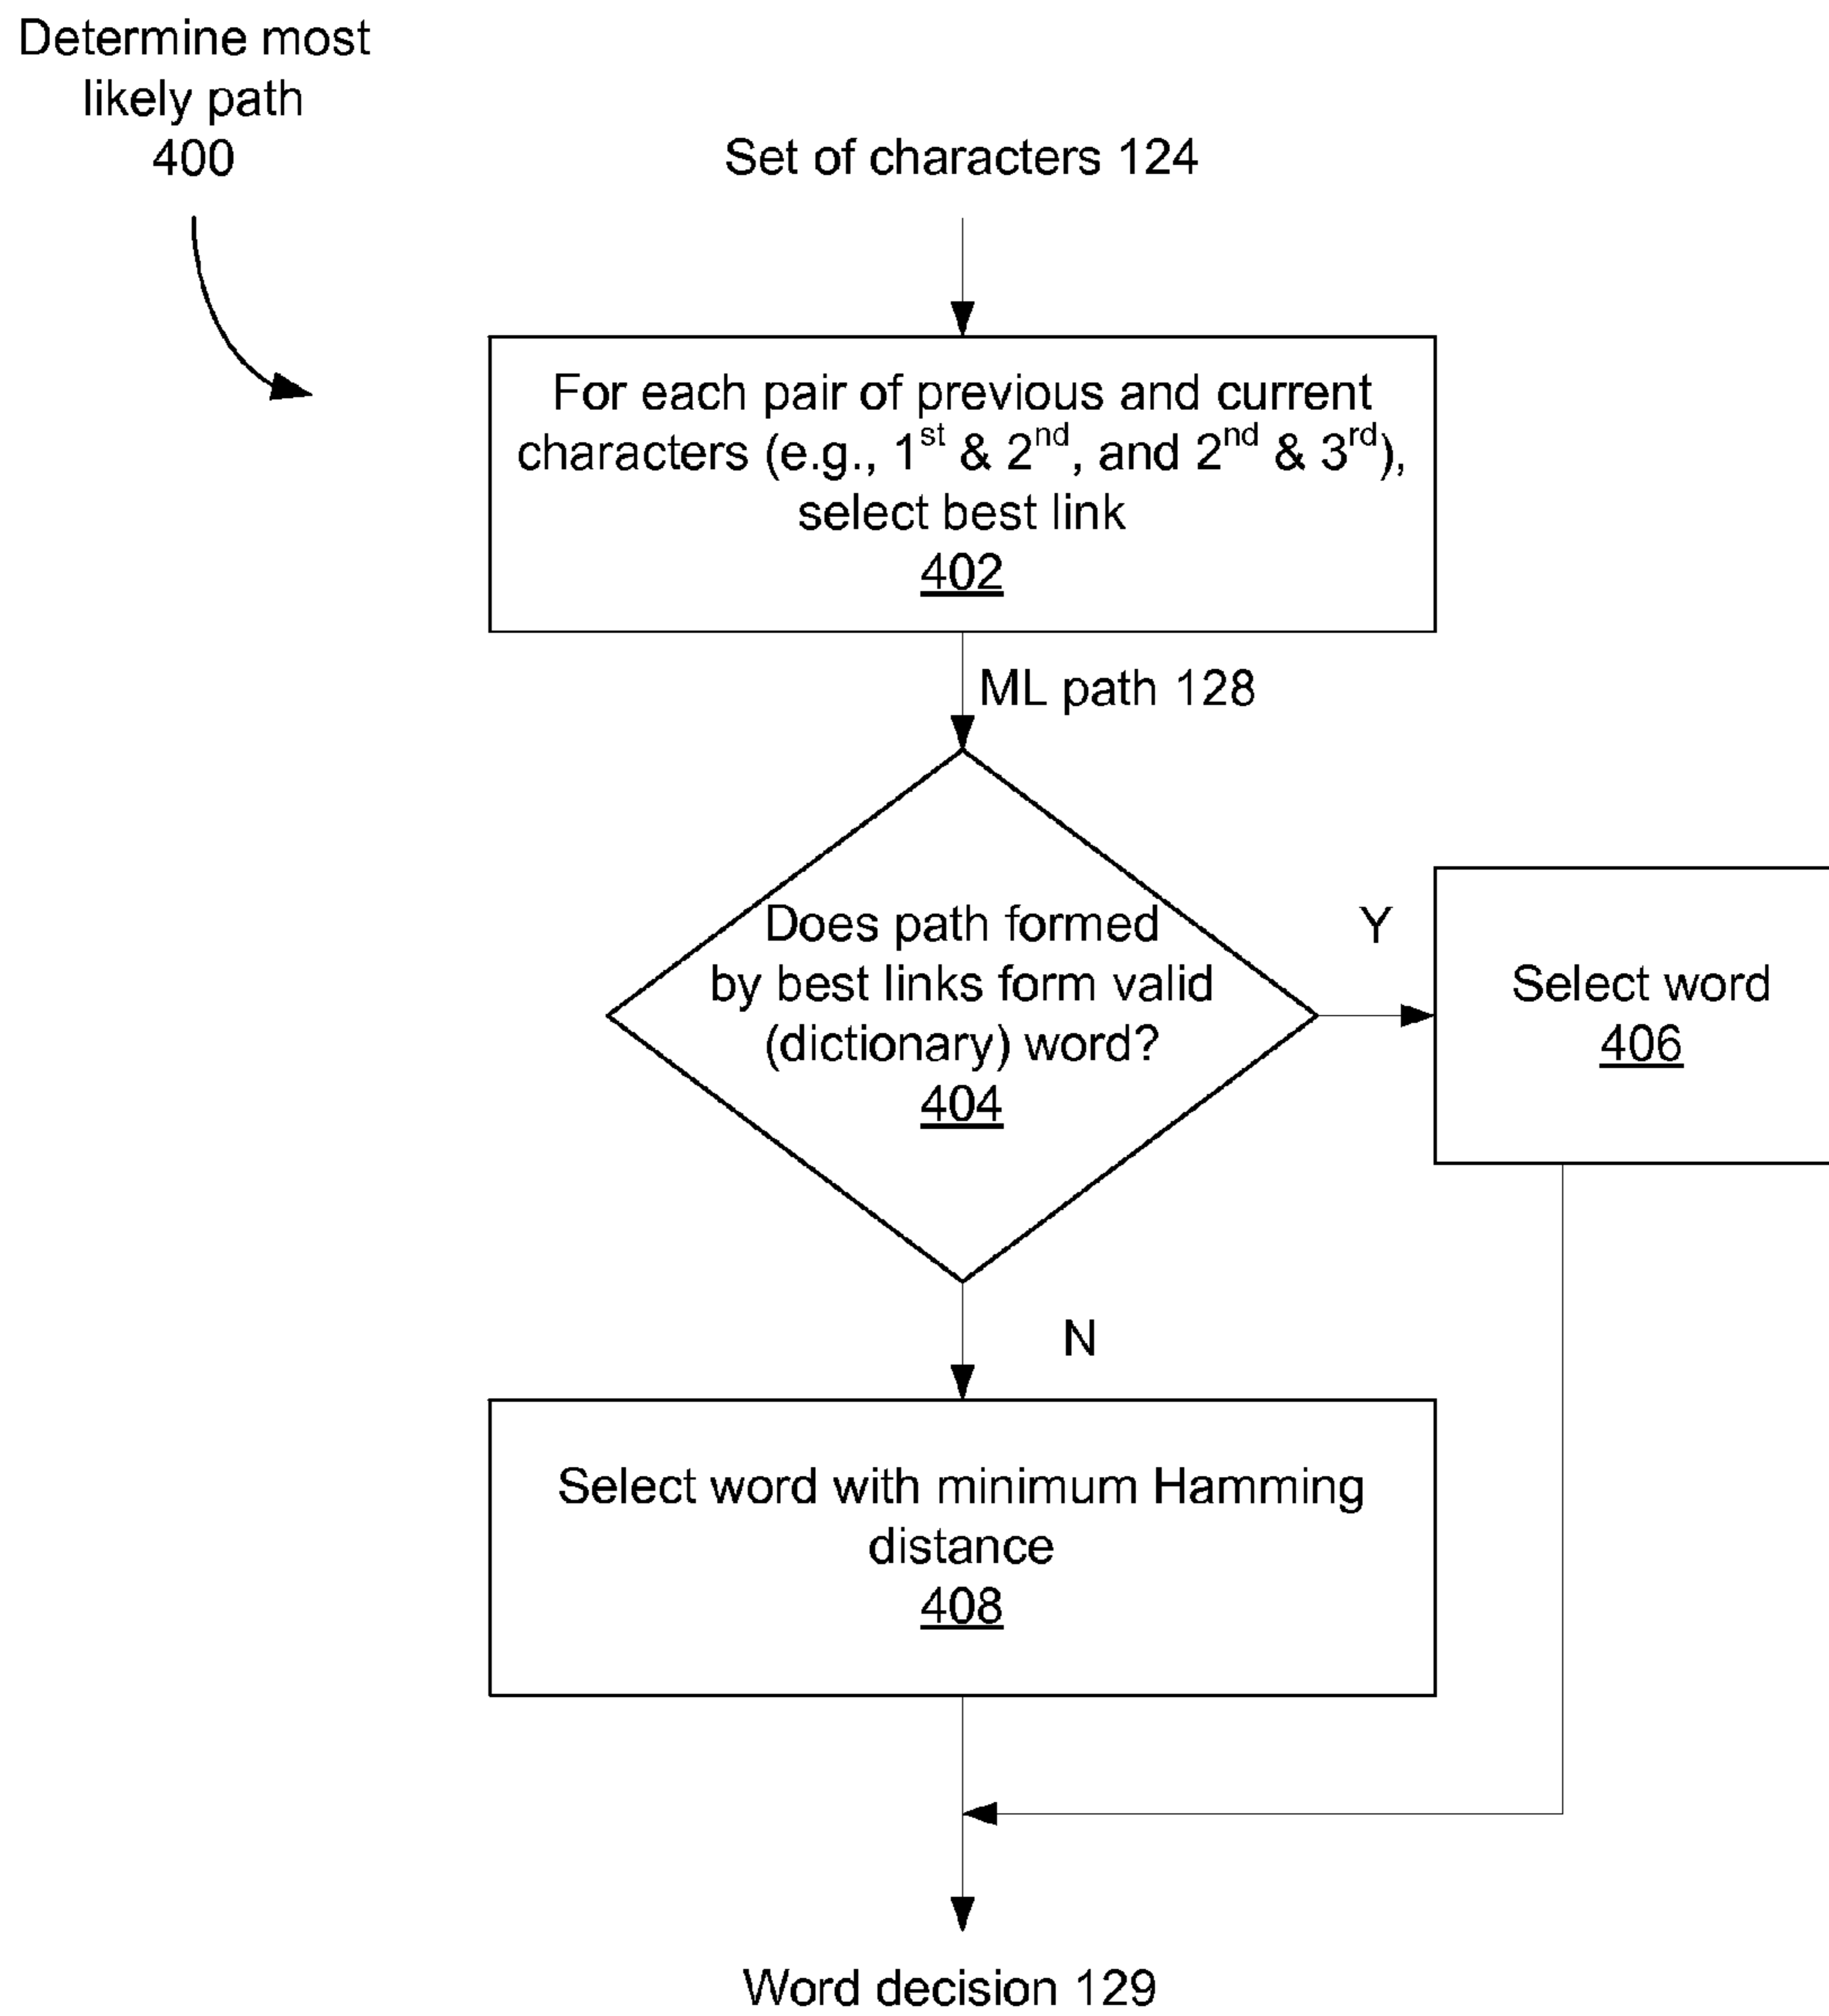 Determine most
likely path
400
Set of characters 124
For each pair of previous and current
characters (e.g., 1st & 2nd, and 2nd & 3rd),
select best link
402
ML path 128
Does path formed
by best links form valid
(dictionary) word?
404
Y
Select word
406
N
Select word with minimum Hamming
distance
408
Word decision 129